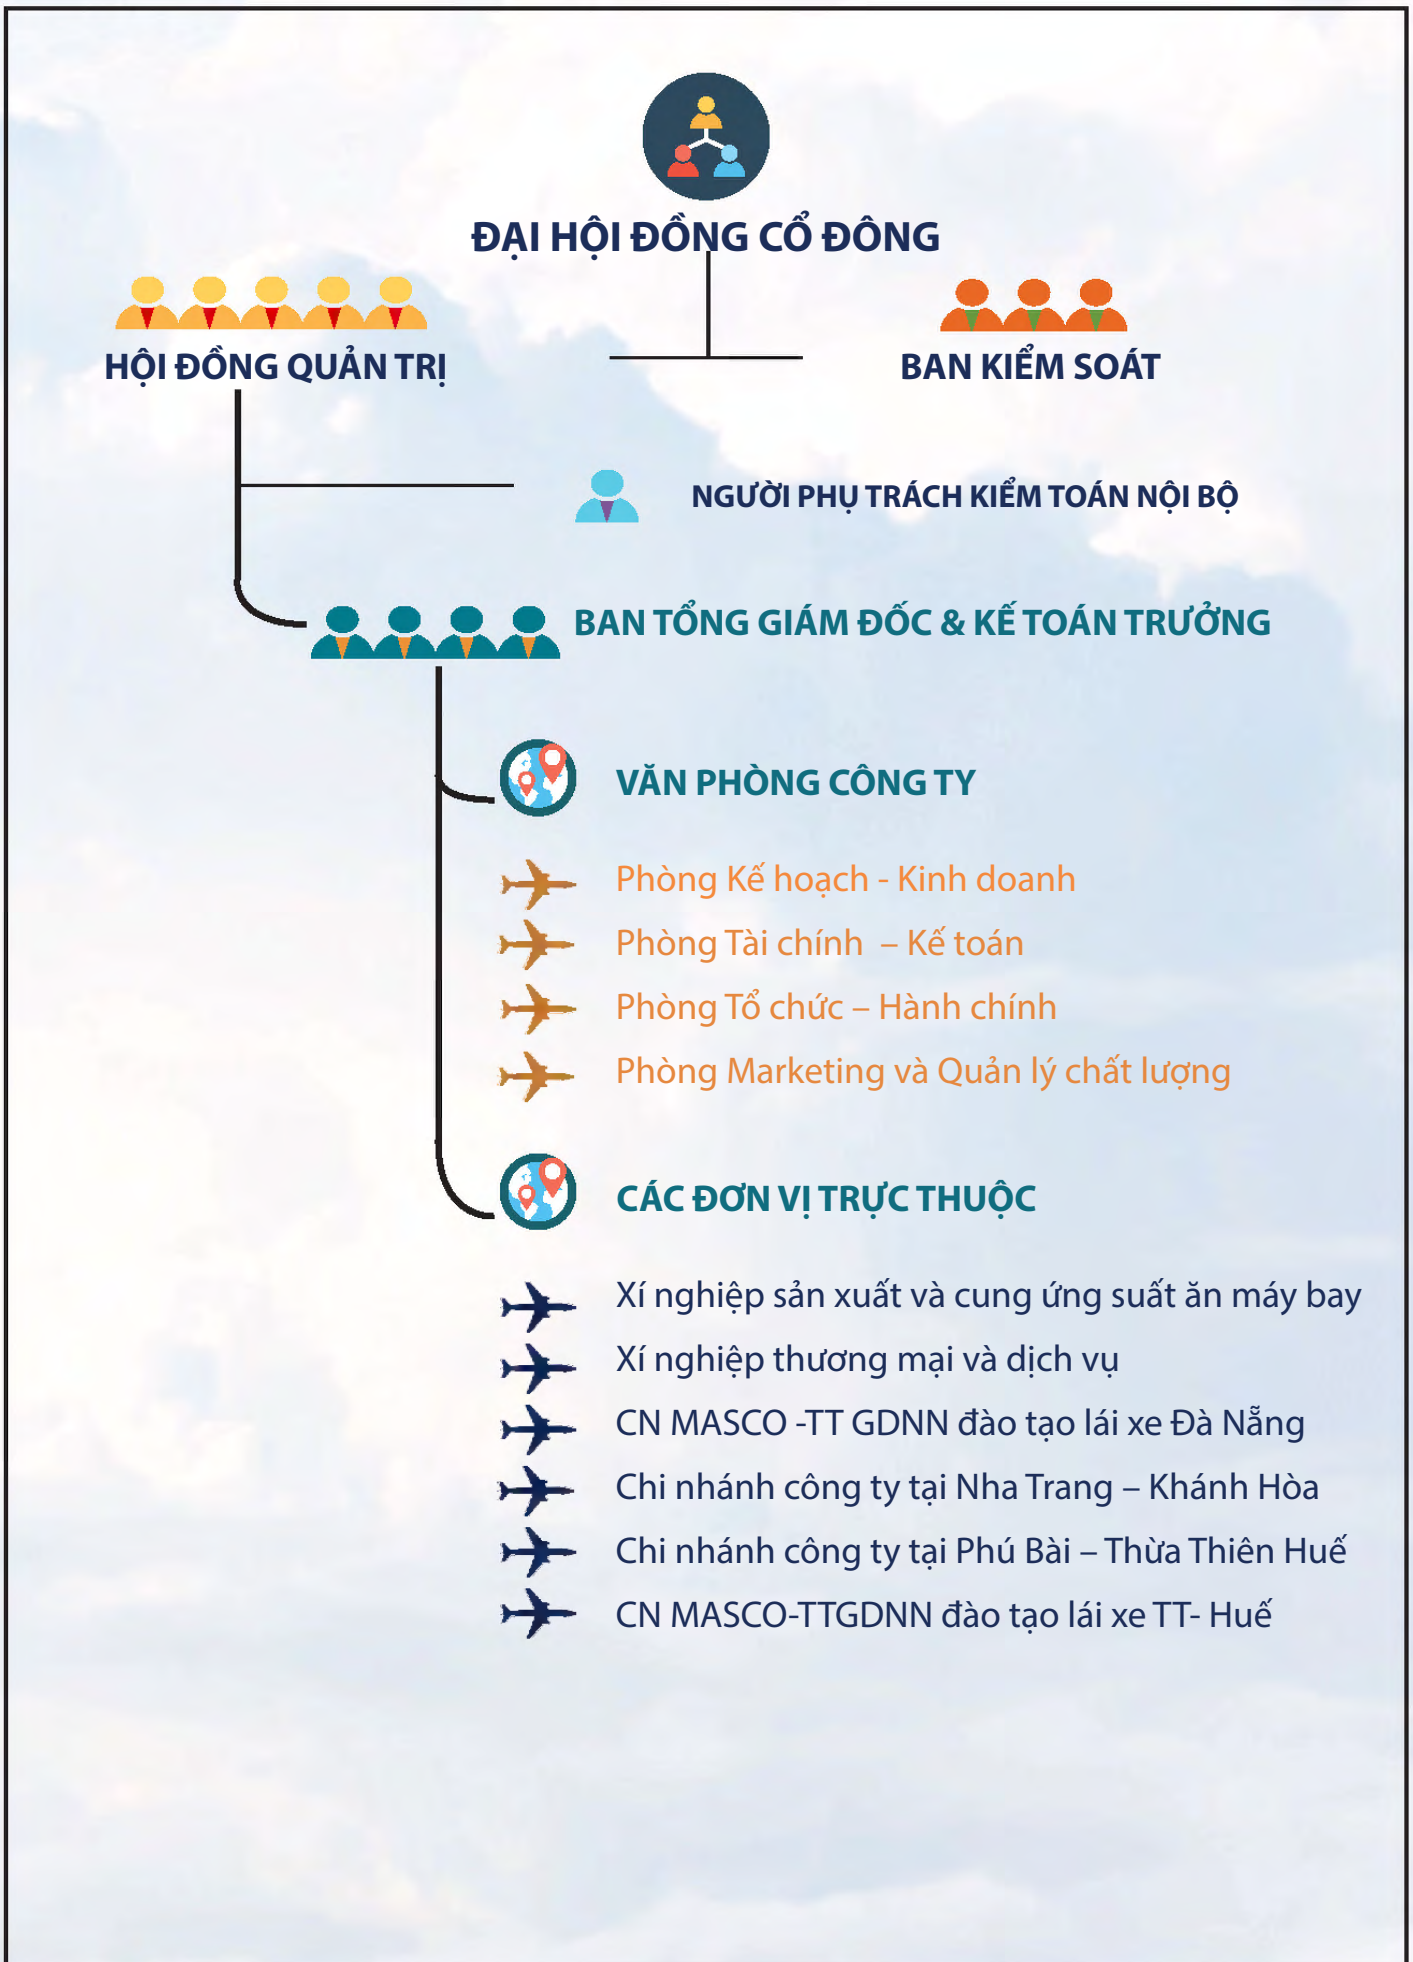 ĐẠI HỘI ĐỒNG CỔ ĐÔNG
HỘI ĐỒNG QUẢN TRỊ
BAN KIỂM SOÁT
NGƯỜI PHỤ TRÁCH KIỂM TOÁN NỘI BỘ
BAN TỔNG GIÁM ĐỐC & KẾ TOÁN TRƯỞNG
VĂN PHÒNG CÔNG TY
Phòng Kế hoạch - Kinh doanh
Phòng Tài chính – Kế toán
Phòng Tổ chức – Hành chính
Phòng Marketing và Quản lý chất lượng
CÁC ĐƠN VỊ TRỰC THUỘC
Xí nghiệp sản xuất và cung ứng suất ăn máy bay
Xí nghiệp thương mại và dịch vụ
CN MASCO -TT GDNN đào tạo lái xe Đà Nẵng
Chi nhánh công ty tại Nha Trang – Khánh Hòa
Chi nhánh công ty tại Phú Bài – Thừa Thiên Huế
CN MASCO-TTGDNN đào tạo lái xe TT- Huế